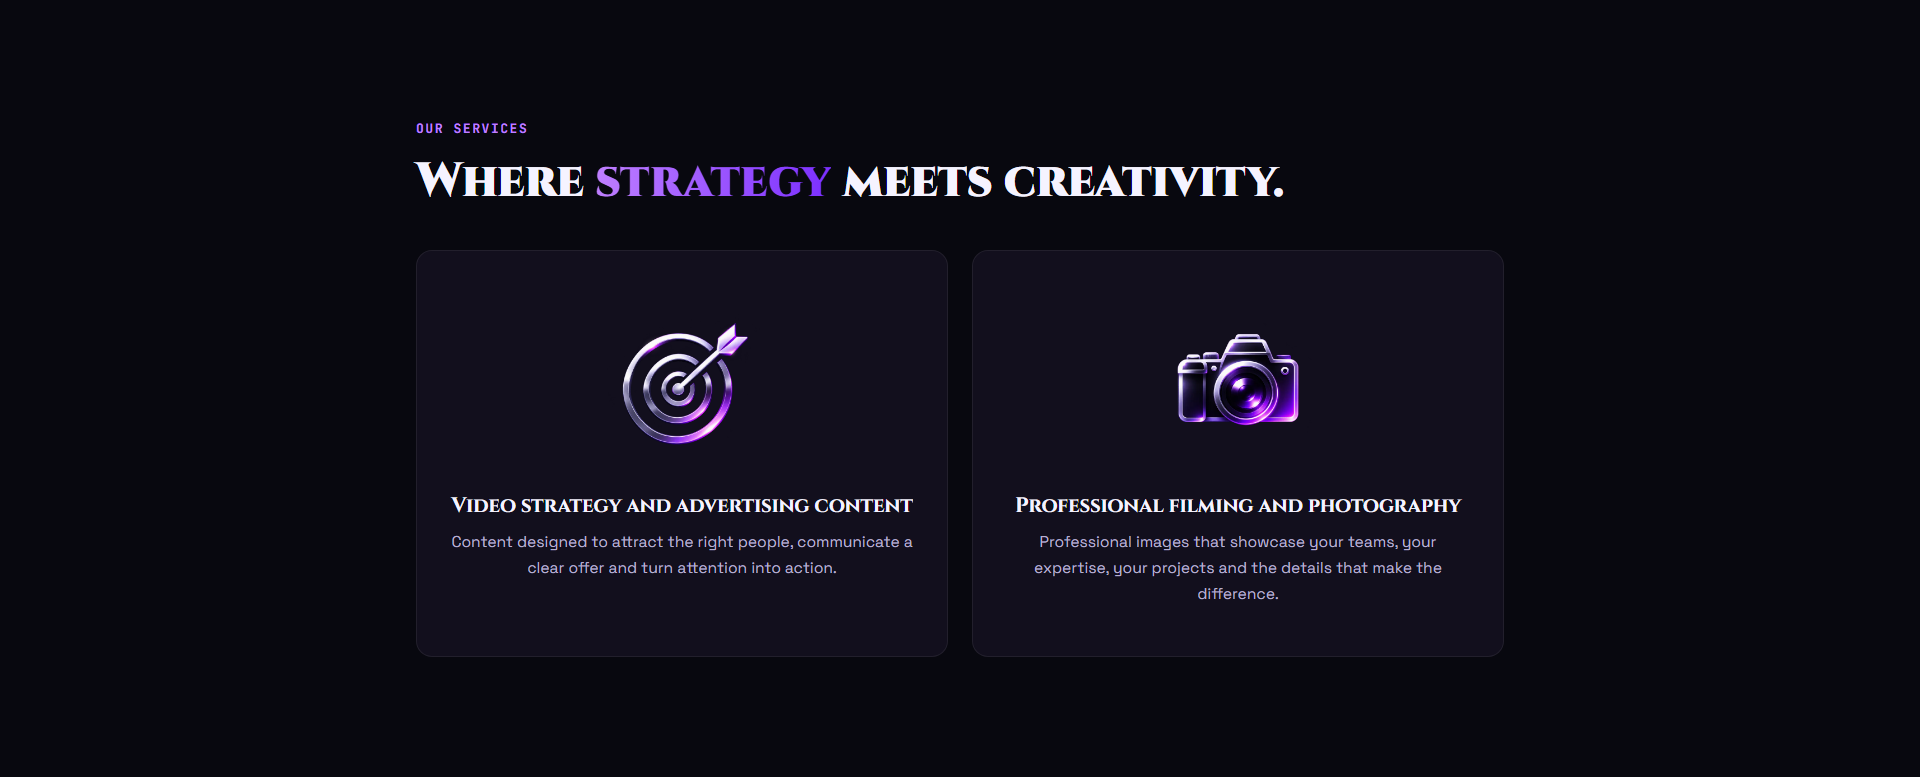 OUR SERVICES
Where strategy meets creativity.
Video strategy and advertising content
Content designed to attract the right people, communicate a
clear offer and turn attention into action.
Professional filming and photography
Professional images that showcase your teams, your
expertise, your projects and the details that make the
difference.